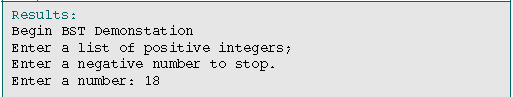 Results:
Begin BST Demonstation
Enter a list of positive integers;
Enter a negative number to stop.
Enter a number: 18